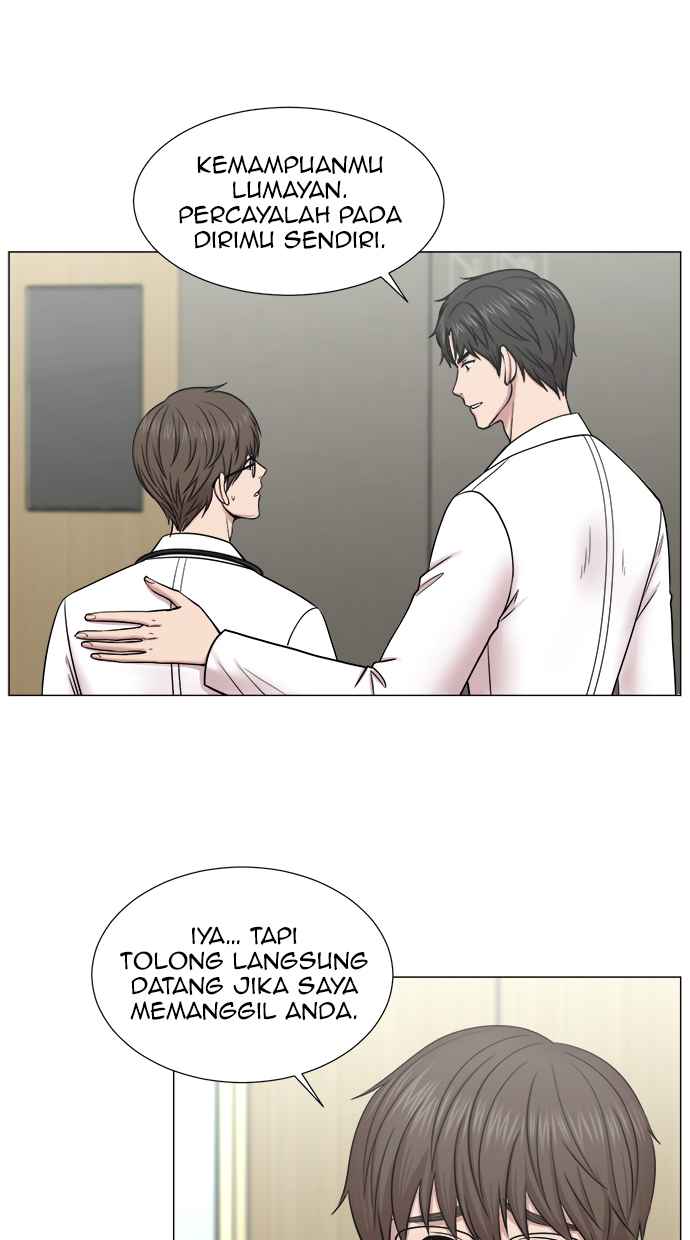 KEMAMPUANMU
LUMAYAN.
PERCAYALAH PADA
DIRIMU SENDIRI.
IYA... TAPI
TOLONG LANGSUNG
DATANG JIKA SAYA
MEMANGGIL ANDA.